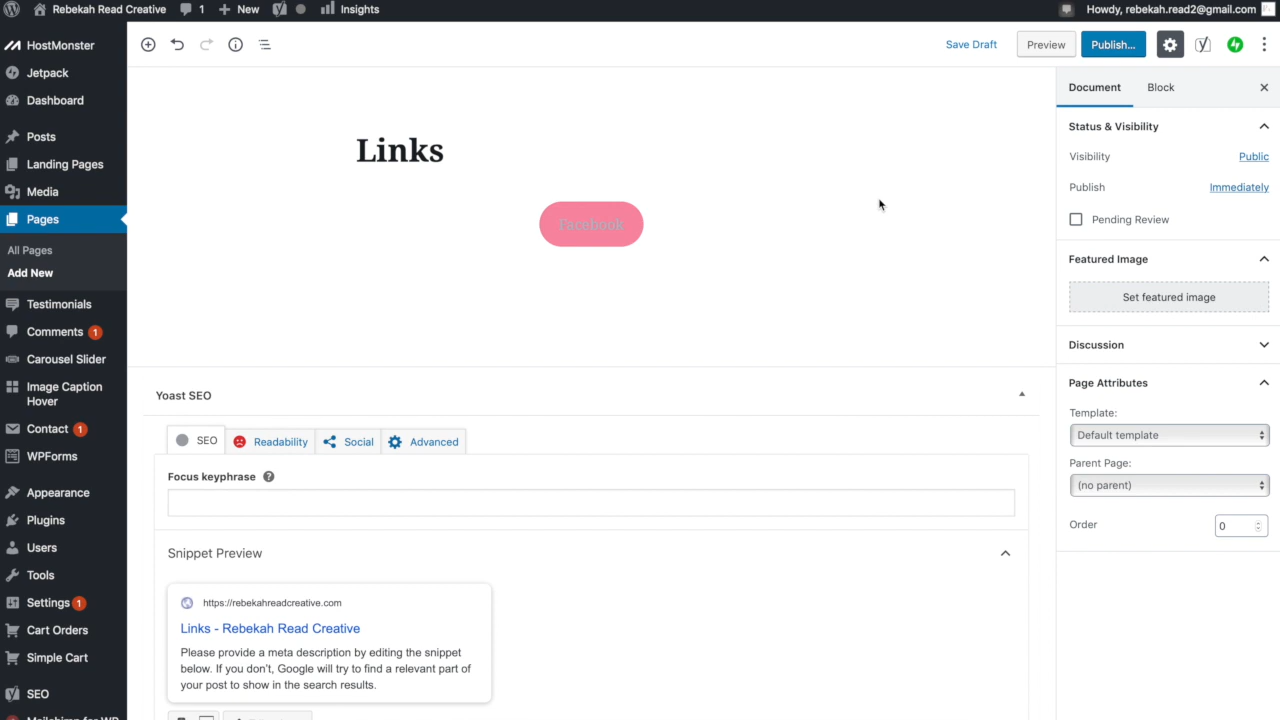 Rebekah Read Creative
1
New
Insights
Howdy, rebekah.read2@gmail.com
HostMonster
Jetpack
Dashboard
Posts
Landing Pages
Media
Pages
All Pages
Add New
Testimonials
Comments 1
Carousel Slider
Image Caption
Hover
Contact 1
WPForms
Appearance
Plugins
Users
Tools
Settings 1
Cart Orders
Simple Cart
SEO
Mailchimp for WP
Save Draft
Preview
Publish...
Links
Facebook
Yoast SEO
SEO
Readability
Social
Advanced
Focus keyphrase
Snippet Preview
https://rebekahreadcreative.com
Links - Rebekah Read Creative
Please provide a meta description by editing the snippet
below. If you don't, Google will try to find a relevant part of
your post to show in the search results.
Document
Block
Status & Visibility
Visibility
Public
Publish
Immediately
Pending Review
Featured Image
Set featured image
Discussion
Page Attributes
Template:
Default template
Parent Page:
(no parent)
Order
0